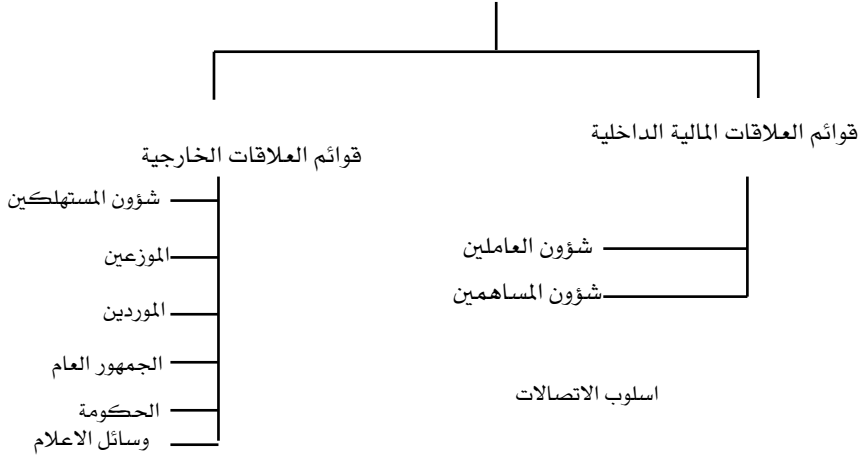 قوائم العلاقات المالية الداخلية
شؤون العاملين
شؤون المساهمين
قوائم العلاقات الخارجية
شؤون المستهلكين
الموزعين
الموردين
الجمهور العام
الحكومة
وسائل الاعلام
اسلوب الاتصالات